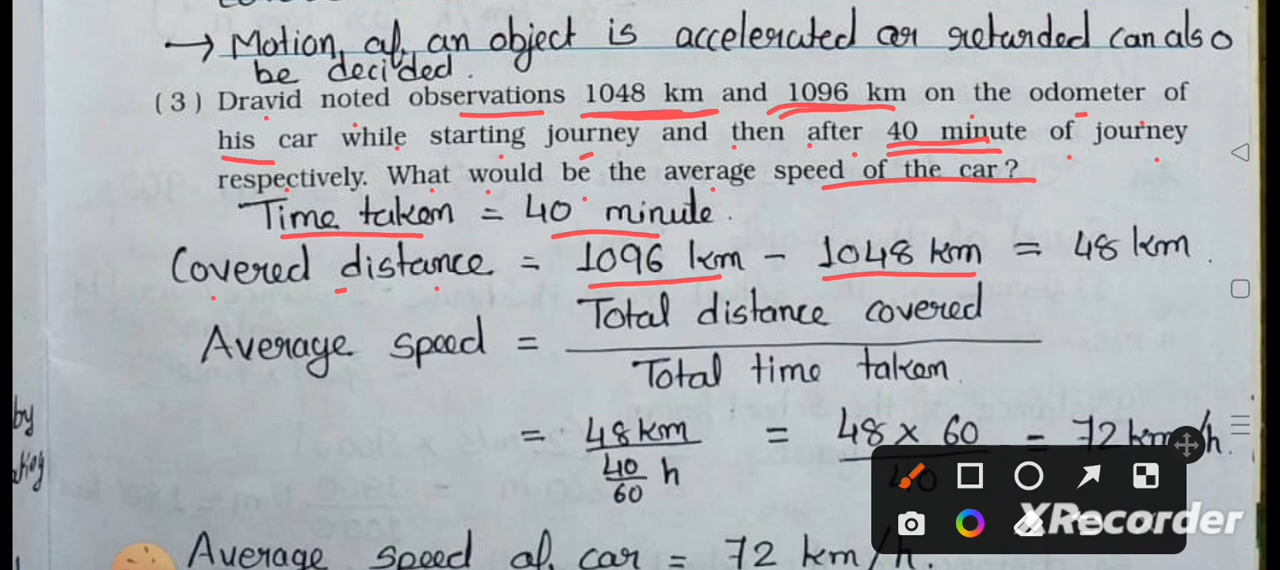 → Motion of an object is accelerated or retarded can also
be decided.
(3) Dravid noted observations 1048 km and 1096 km on the odometer of
his car while starting journey and then after 40 minute of journey
respectively. What would be the average speed of the car?
Time taken = 40 minute.
Covered distance = 1096 km - 1048 km = 48 km.
Average speed = Total distance covered
Total time taken.
by
= 48 km / 40/60 h = 48 × 60 / 40 = 72 km/h.
XRecorder
Average speed of car = 72 km/h.